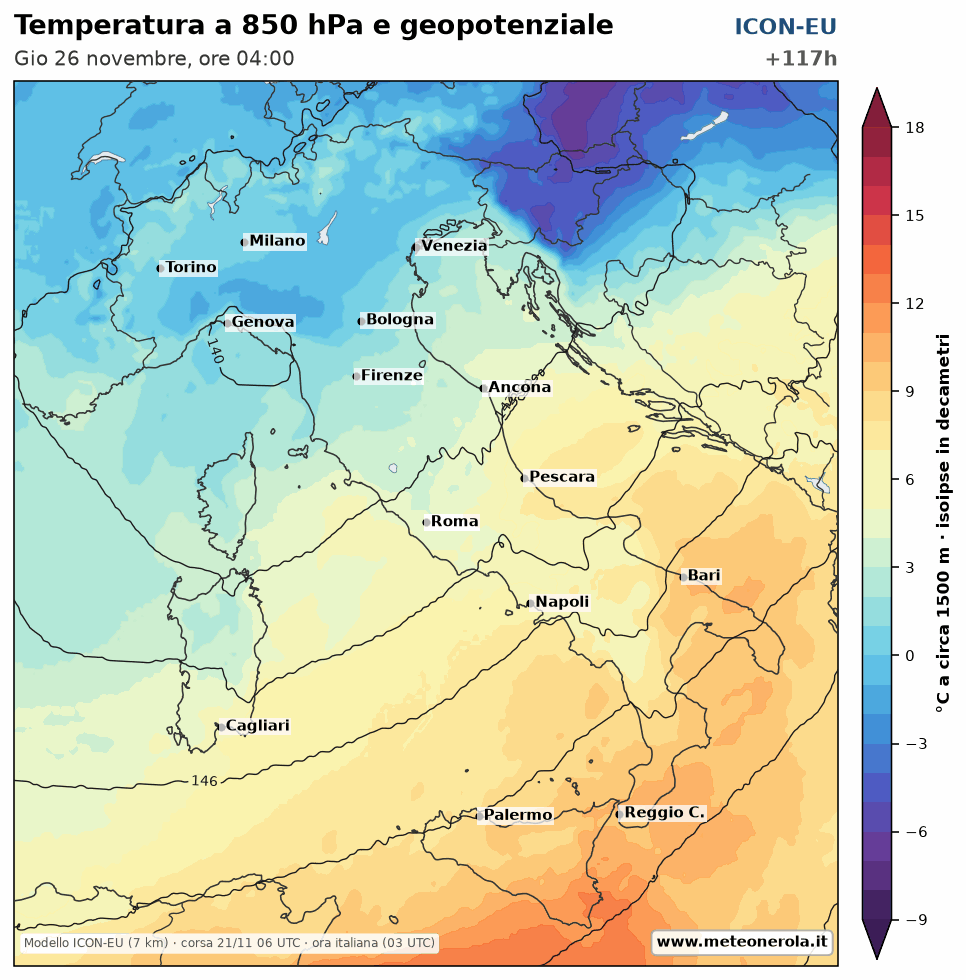 Temperatura a 850 hPa e geopotenziale
ICON-EU
Gio 26 novembre, ore 04:00
+117h
18
15
12
9
6
3
0
−3
−6
−9
°C a circa 1500 m · isoipse in decametri
Milano
Venezia
Torino
Genova
Bologna
140
Firenze
Ancona
Pescara
Roma
Bari
Napoli
Cagliari
146
Palermo
Reggio C.
Modello ICON-EU (7 km) · corsa 21/11 06 UTC · ora italiana (03 UTC)
www.meteonerola.it